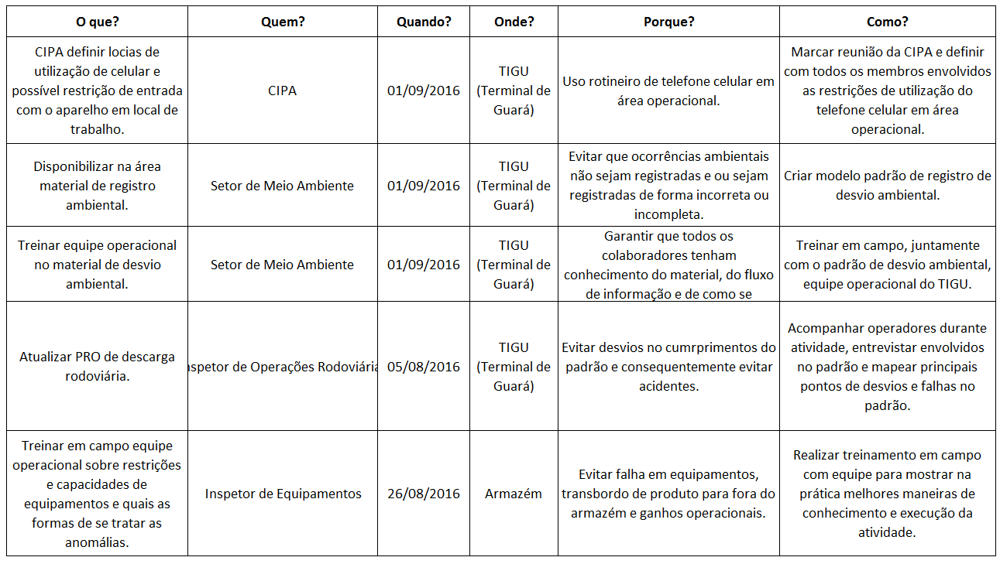 O que?
Quem?
Quando?
Onde?
Porque?
Como?
CIPA definir locias de
utilização de celular e
possível restrição de entrada
com o aparelho em local de
trabalho.
CIPA
01/09/2016
TIGU
(Terminal de
Guará)
Uso rotineiro de telefone celular em
área operacional.
Marcar reunião da CIPA e definir
com todos os membros envolvidos
as restrições de utilização do
telefone celular em área
operacional.
Disponibilizar na área
material de registro
ambiental.
Setor de Meio Ambiente
01/09/2016
TIGU
(Terminal de
Guará)
Evitar que ocorrências ambientais
não sejam registradas e ou sejam
registradas de forma incorreta ou
incompleta.
Criar modelo padrão de registro de
desvio ambiental.
Treinar equipe operacional
no material de desvio
ambiental.
Setor de Meio Ambiente
01/09/2016
TIGU
(Terminal de
Guará)
Garantir que todos os
colaboradores tenham
conhecimento do material, do fluxo
de informação e de como se
Treinar em campo, juntamente
com o padrão de desvio ambiental,
equipe operacional do TIGU.
Atualizar PRO de descarga
rodoviária.
nspetor de Operações Rodoviária
05/08/2016
TIGU
(Terminal de
Guará)
Evitar desvios no cumrprimentos do
padrão e consequentemente evitar
acidentes.
Acompanhar operadores durante
atividade, entrevistar envolvidos
no padrão e mapear principais
pontos de desvios e falhas no
padrão.
Treinar em campo equipe
operacional sobre restrições
e capacidades de
equipamentos e quais as
formas de se tratar as
anomálias.
Inspetor de Equipamentos
26/08/2016
Armazém
Evitar falha em equipamentos,
transbordo de produto para fora do
armazém e ganhos operacionais.
Realizar treinamento em campo
com equipe para mostrar na
prática melhores maneiras de
conhecimento e execução da
atividade.